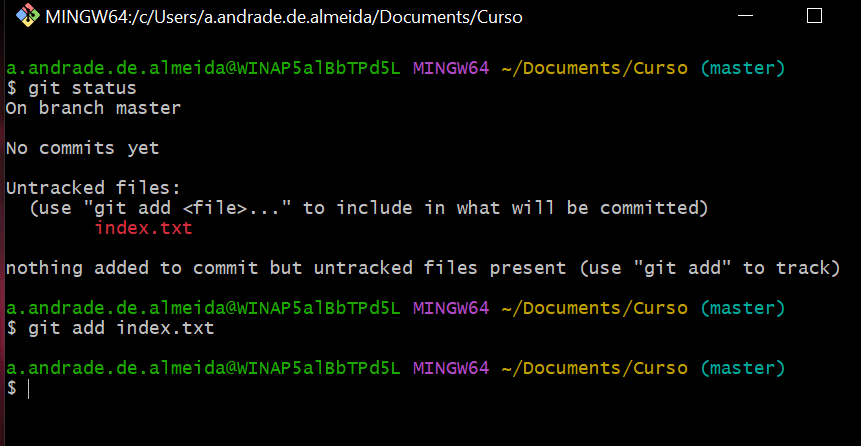 MINGW64:/c/Users/a.andrade.de.almeida/Documents/Curso
a.andrade.de.almeida@WINAP5alBbTPd5L MINGW64 ~/Documents/Curso (master)
$ git status
On branch master
No commits yet
Untracked files:
  (use "git add <file>..." to include in what will be committed)
        index.txt
nothing added to commit but untracked files present (use "git add" to track)
a.andrade.de.almeida@WINAP5alBbTPd5L MINGW64 ~/Documents/Curso (master)
$ git add index.txt
a.andrade.de.almeida@WINAP5alBbTPd5L MINGW64 ~/Documents/Curso (master)
$